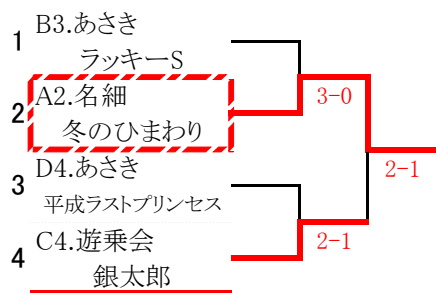 1 B3.あさき
ラッキーS
2 A2.名細
冬のひまわり
3-0
2-1
3 D4.あさき
平成ラストプリンセス
4 C4.遊乗会
銀太郎
2-1